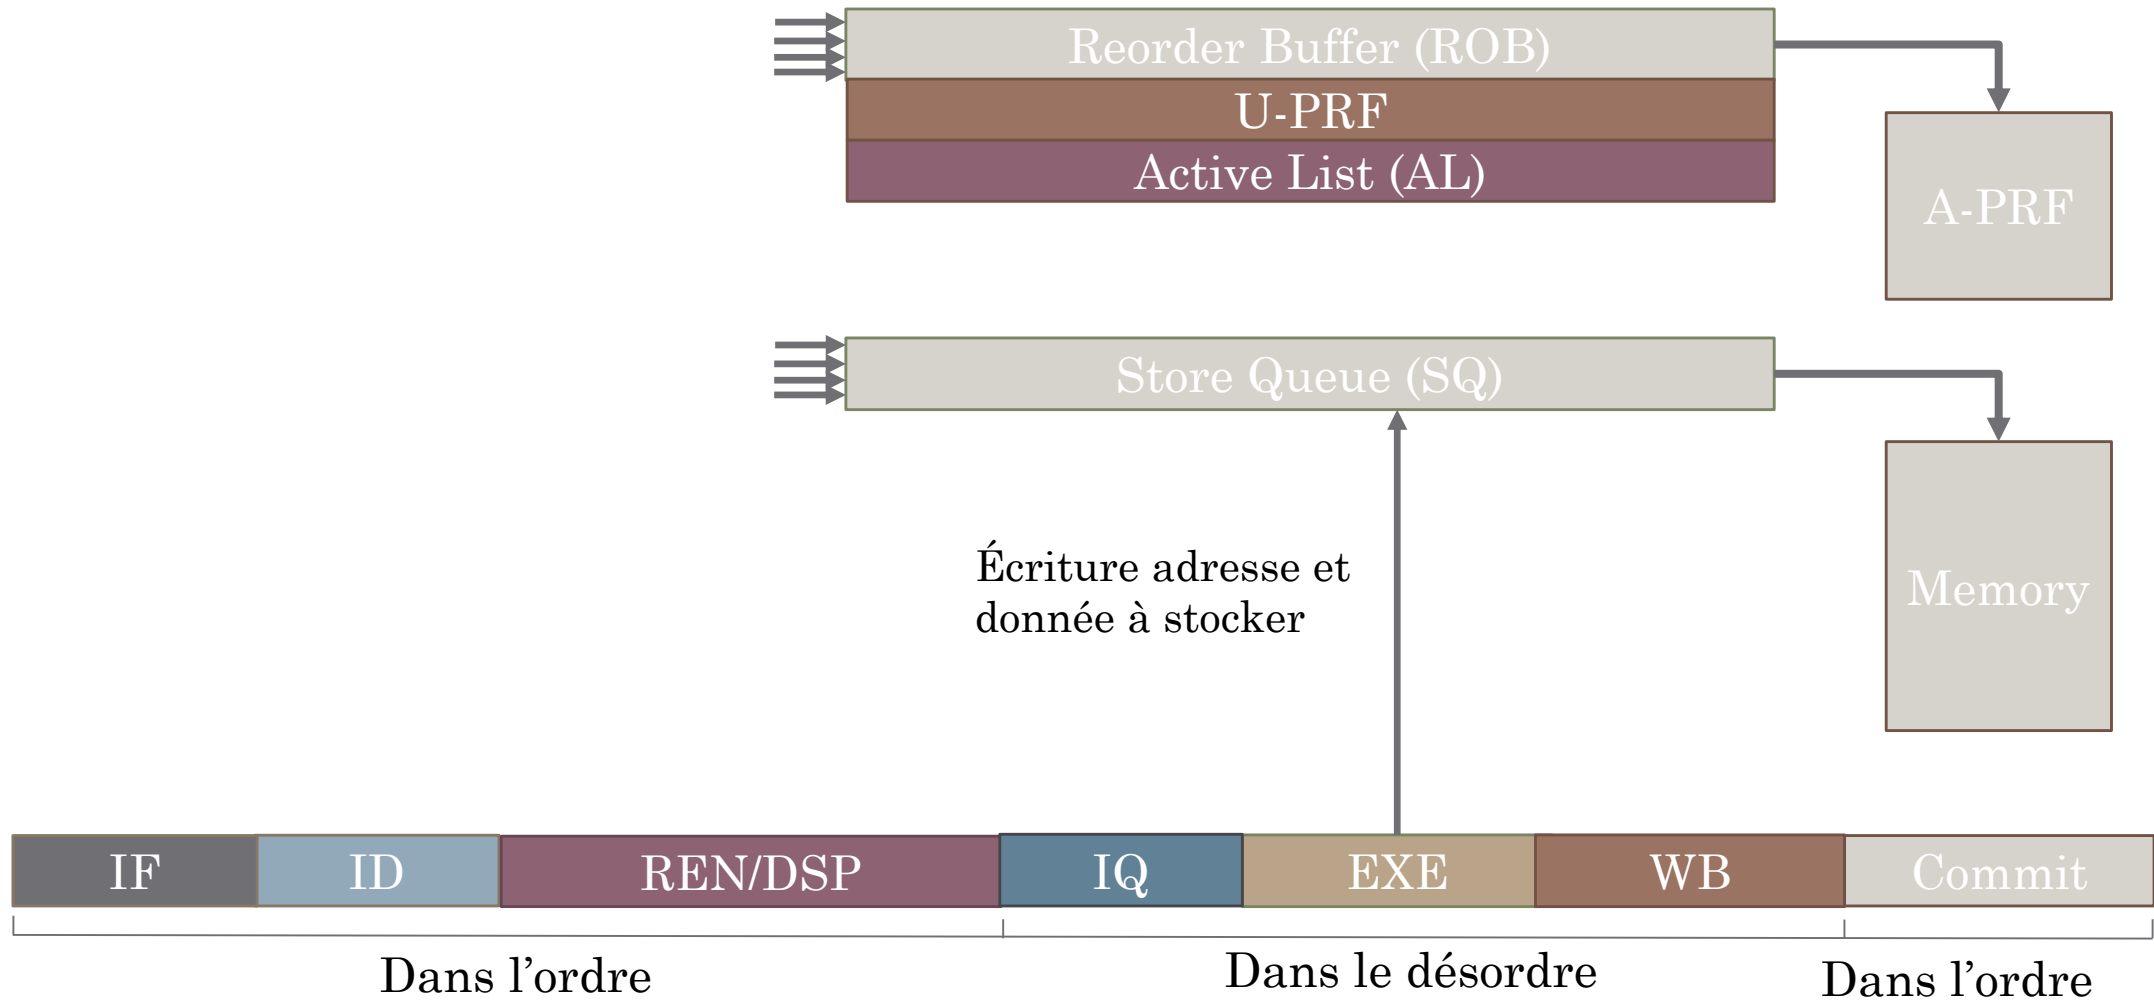 Reorder Buffer (ROB)
U-PRF
Active List (AL)
A-PRF
Store Queue (SQ)
Écriture adresse et
donnée à stocker
Memory
IF
ID
REN/DSP
IQ
EXE
WB
Commit
Dans l’ordre
Dans le désordre
Dans l’ordre